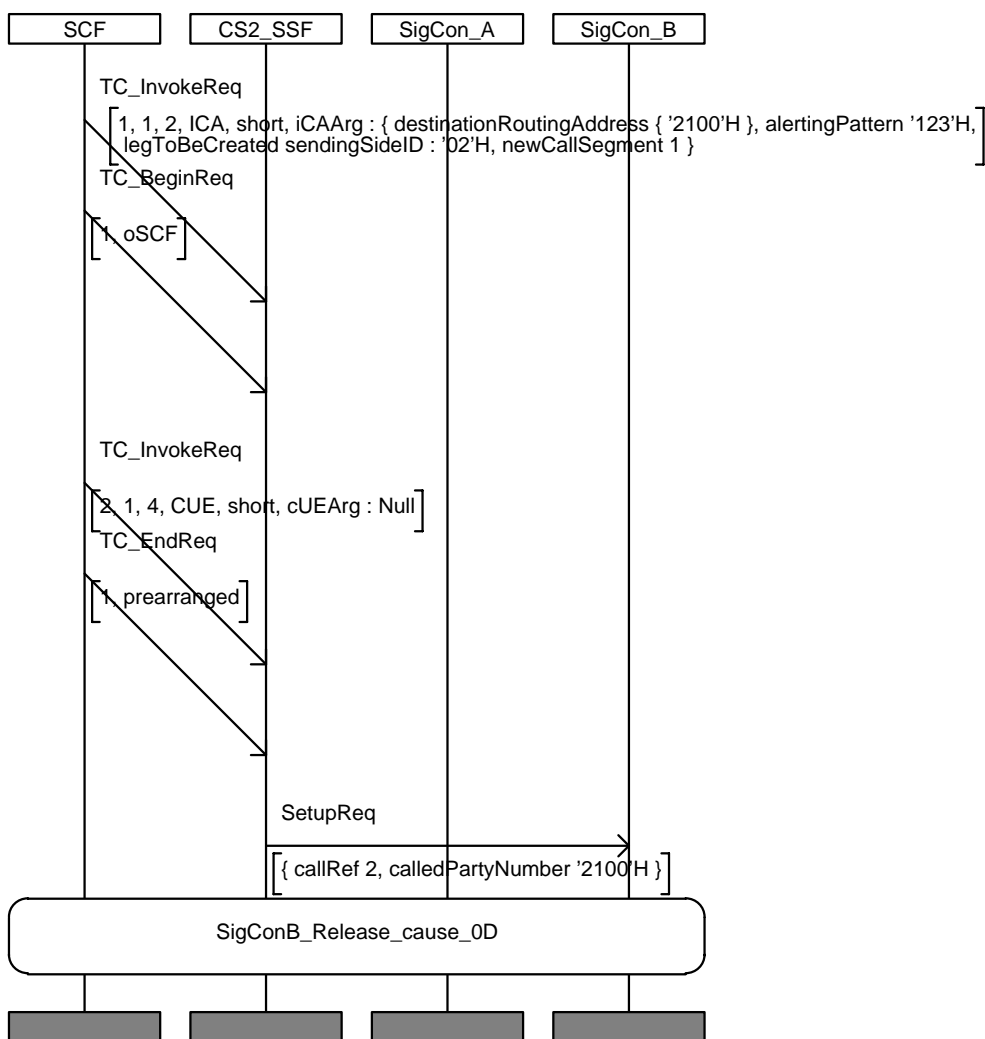 SCF CS2_SSF SigCon_A SigCon_B
TC_InvokeReq
1, 1, 2, ICA, short, iCAArg : { destinationRoutingAddress { '2100'H }, alertingPattern '123'H,
legToBeCreated sendingSideID : '02'H, newCallSegment 1 }
TC_BeginReq
1, oSCF
TC_InvokeReq
2, 1, 4, CUE, short, cUEArg : Null
TC_EndReq
1, prearranged
SetupReq
{ callRef 2, calledPartyNumber '2100'H }
SigConB_Release_cause_0D